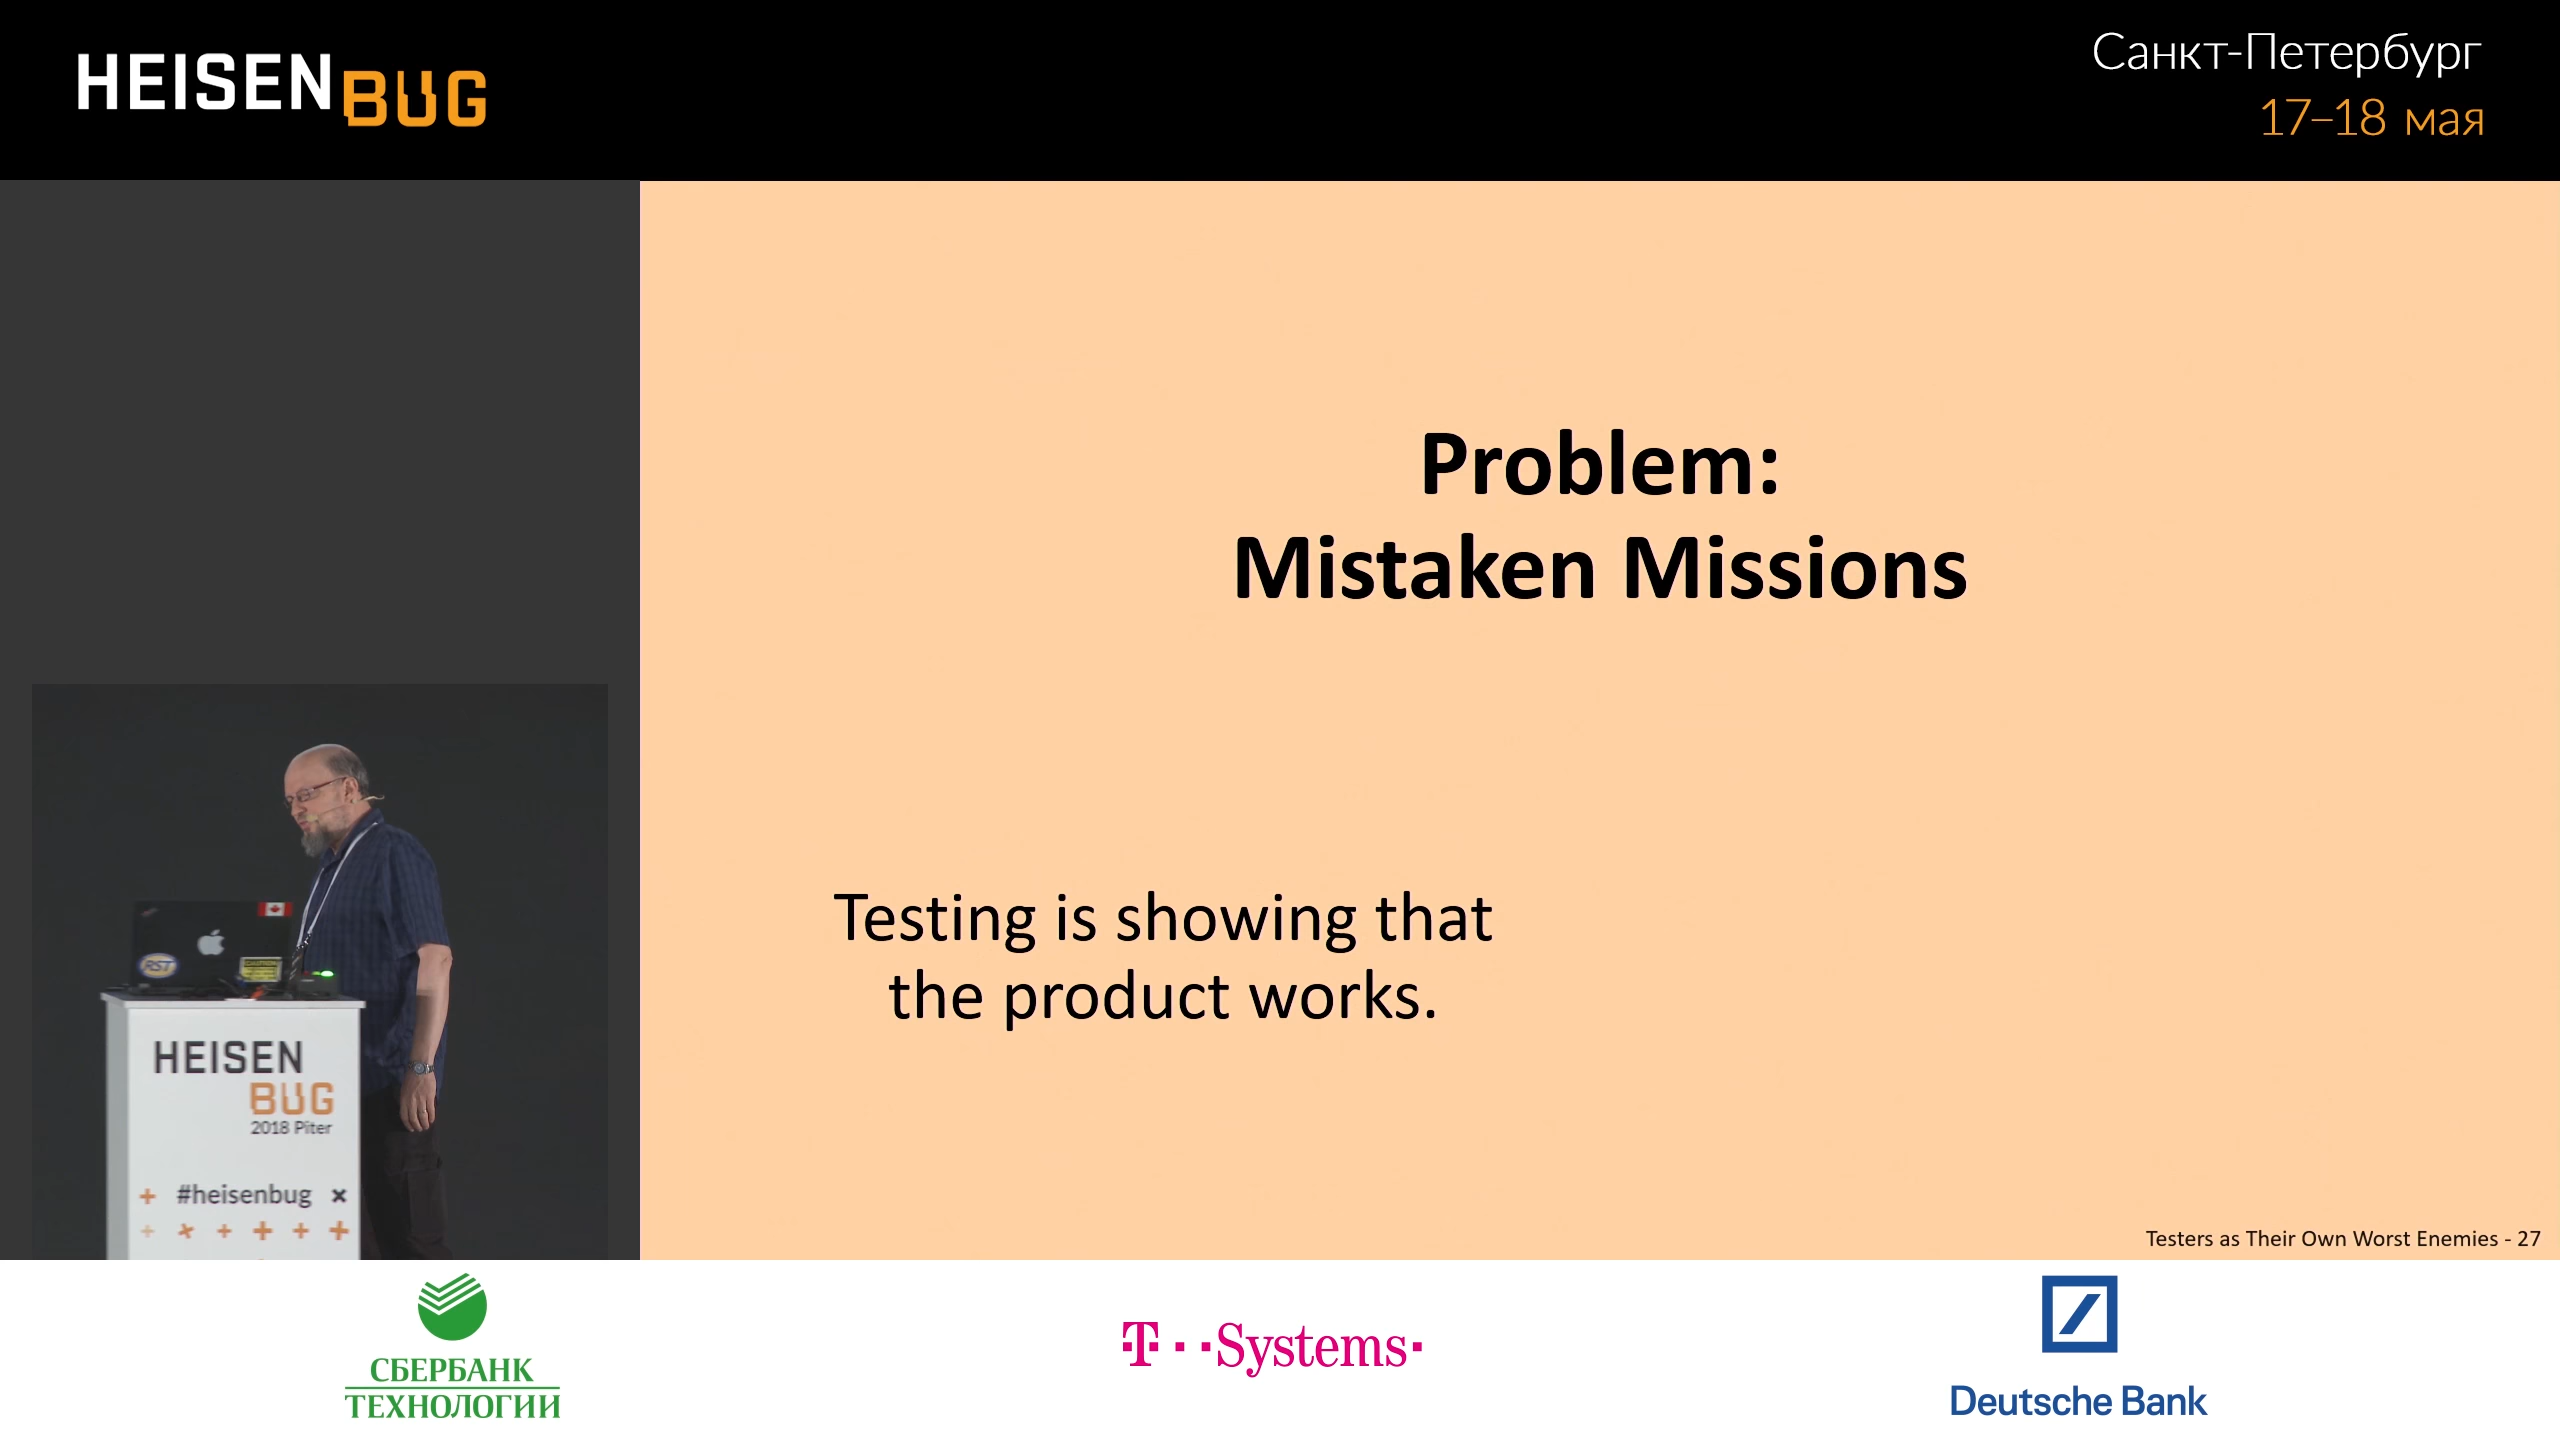 HEISENBUG
Санкт-Петербург
17–18 мая
Problem:
Mistaken Missions
Testing is showing that
the product works.
Testers as Their Own Worst Enemies - 27
RST
HEISEN
BUG
2018 Piter
#heisenbug
СБЕРБАНК
ТЕХНОЛОГИИ
T··Systems·
Deutsche Bank